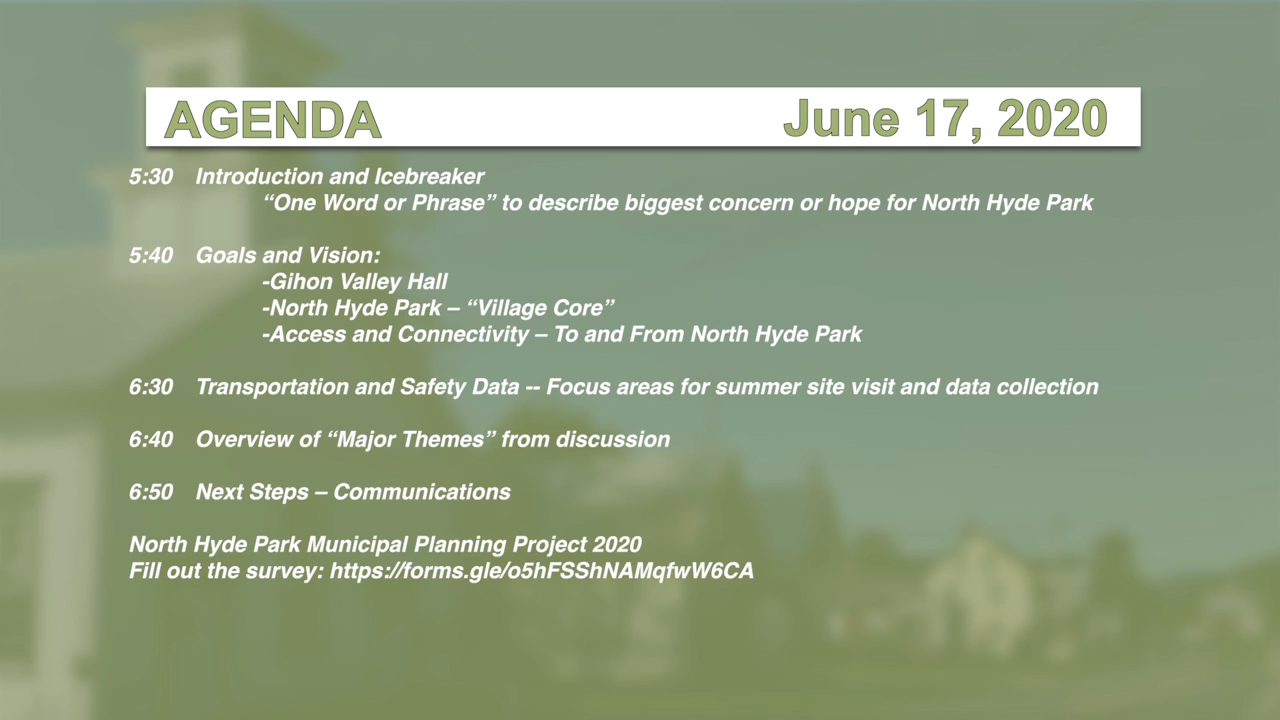 AGENDA June 17, 2020
5:30 Introduction and Icebreaker
“One Word or Phrase” to describe biggest concern or hope for North Hyde Park
5:40 Goals and Vision:
-Gihon Valley Hall
-North Hyde Park – “Village Core”
-Access and Connectivity – To and From North Hyde Park
6:30 Transportation and Safety Data -- Focus areas for summer site visit and data collection
6:40 Overview of “Major Themes” from discussion
6:50 Next Steps – Communications
North Hyde Park Municipal Planning Project 2020
Fill out the survey: https://forms.gle/o5hFSShNAMqfwW6CA